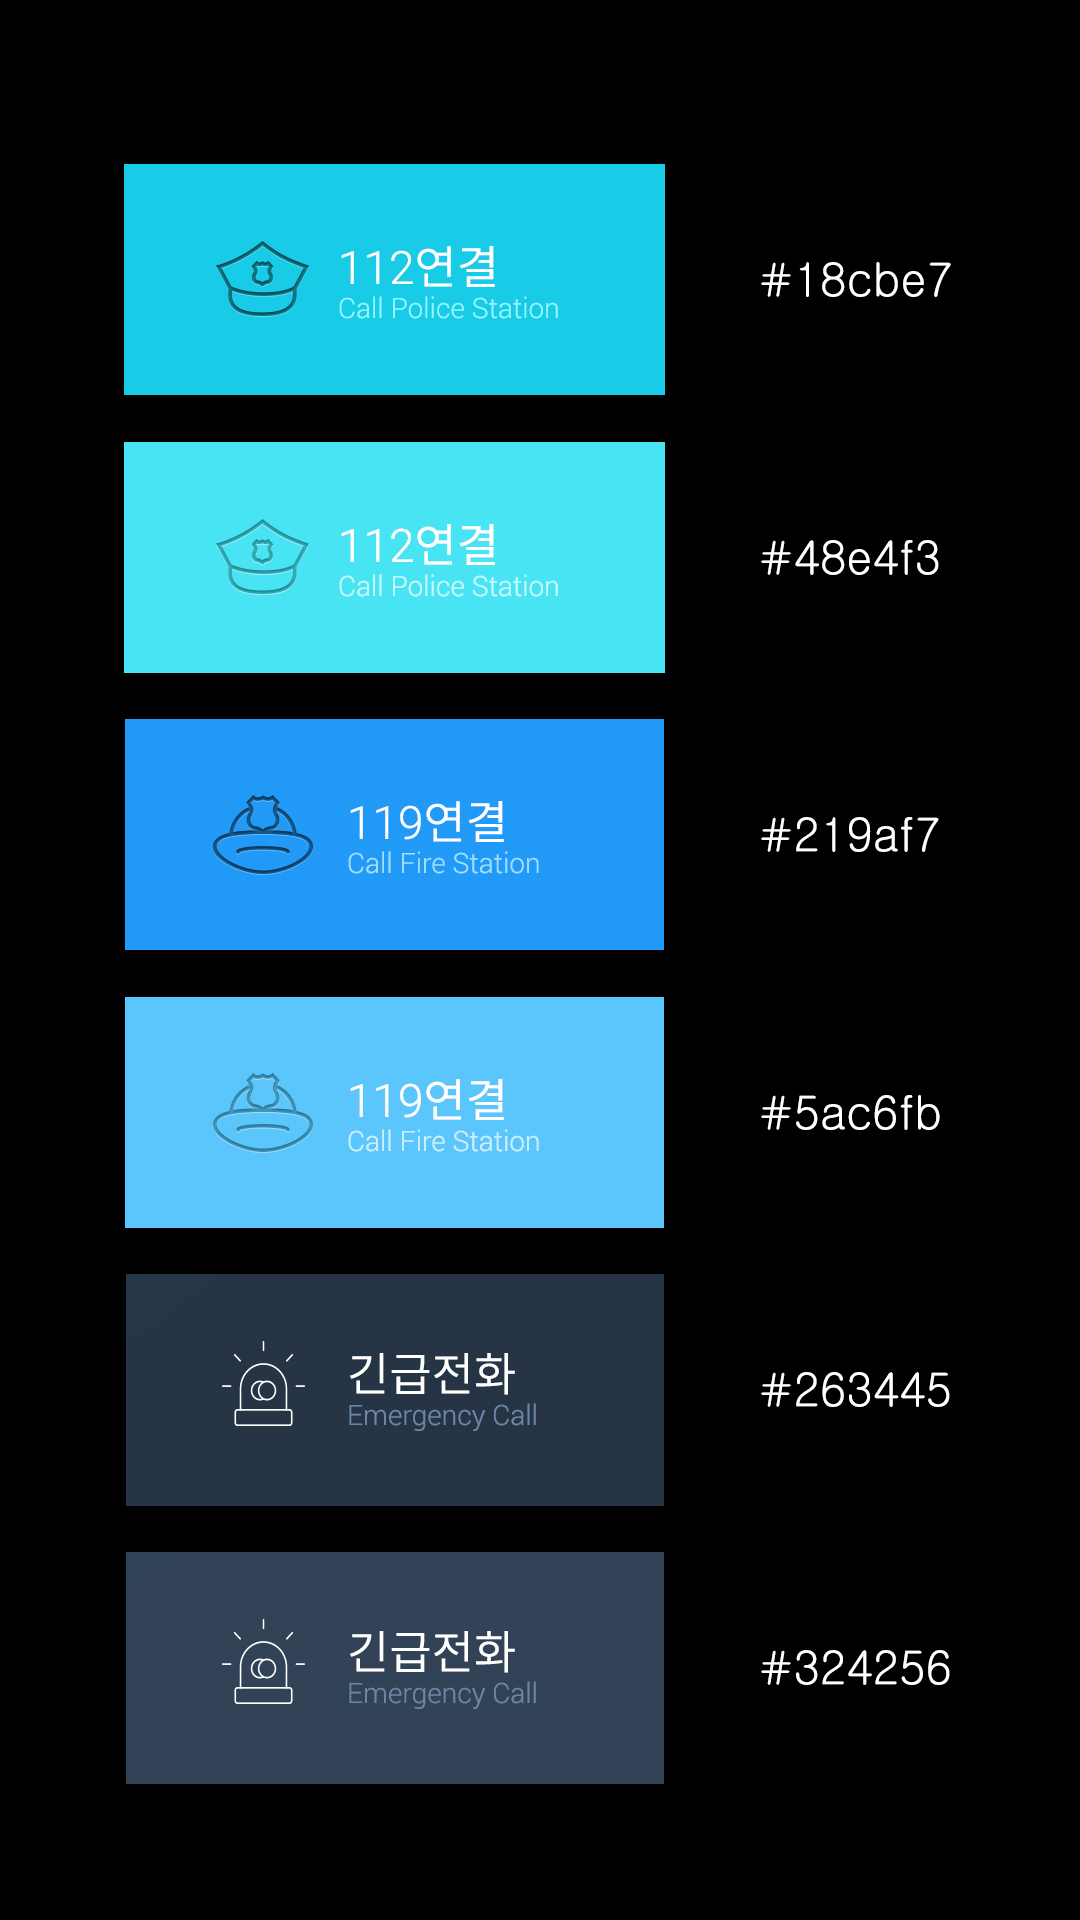 112연결
Call Police Station
#18cbe7
112연결
Call Police Station
#48e4f3
119연결
Call Fire Station
#219af7
119연결
Call Fire Station
#5ac6fb
긴급전화
Emergency Call
#263445
긴급전화
Emergency Call
#324256